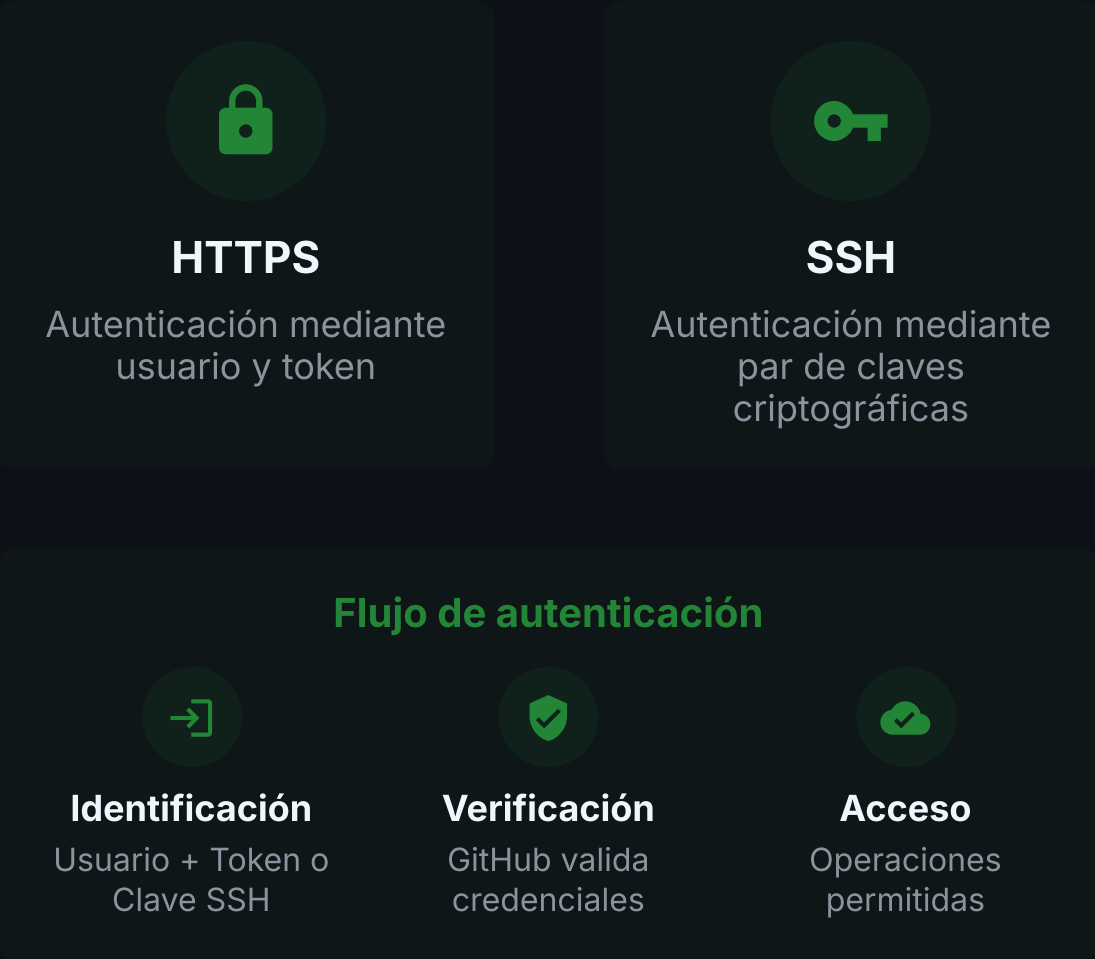 HTTPS
Autenticación mediante
usuario y token
SSH
Autenticación mediante
par de claves
criptográficas
Flujo de autenticación
Identificación
Usuario + Token o
Clave SSH
Verificación
GitHub valida
credenciales
Acceso
Operaciones
permitidas